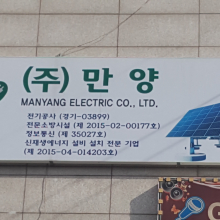 (주) 만 양
MANYANG ELECTRIC CO., LTD.
전기공사 (경기-03899)
전문소방시설 (제 2015-02-00177호)
정보통신 (제 35027호)
신재생에너지 설비 설치 전문 기업
(제 2015-04-014203호)